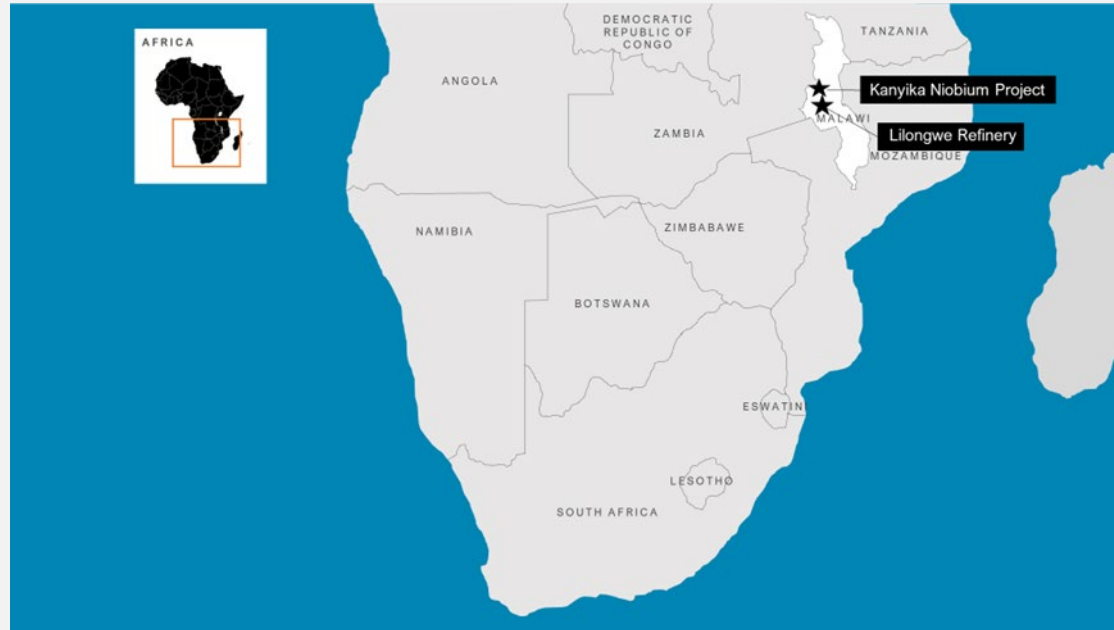 AFRICA
DEMOCRATIC
REPUBLIC OF
CONGO
TANZANIA
ANGOLA
Kanyika Niobium Project
MALAWI
ZAMBIA
Lilongwe Refinery
MOZAMBIQUE
NAMIBIA
ZIMBABAWE
BOTSWANA
ESWATINI
LESOTHO
SOUTH AFRICA